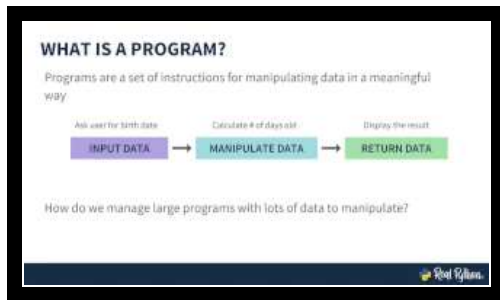 WHAT IS A PROGRAM?
Programs are a set of instructions for manipulating data in a meaningful
way
Ask user for birth date
Calculate # of days old
Display the result
INPUT DATA → MANIPULATE DATA → RETURN DATA
How do we manage large programs with lots of data to manipulate?
Real Python